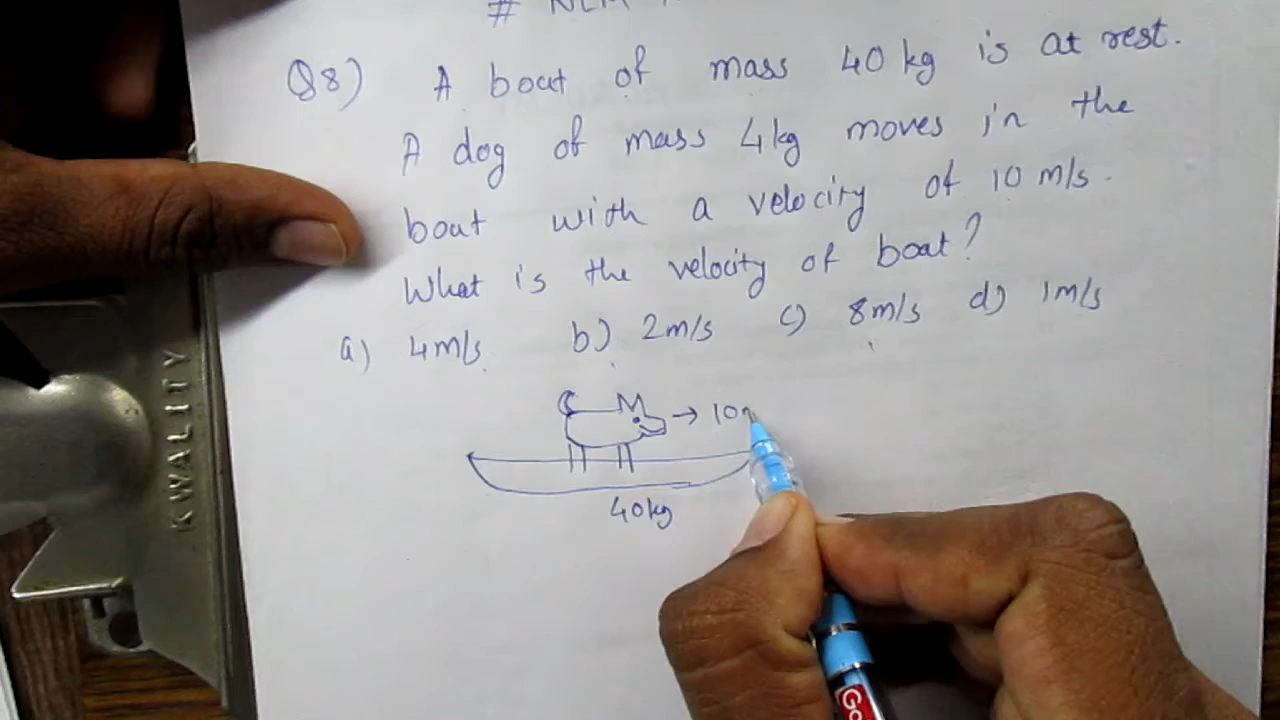 Q8) A boat of mass 40 kg is at rest.
A dog of mass 4kg moves in the
boat with a velocity of 10 m/s.
What is the velocity of boat?
a) 4m/s b) 2m/s c) 8m/s d) 1m/s
→ 10
40kg
KWALITY
Go